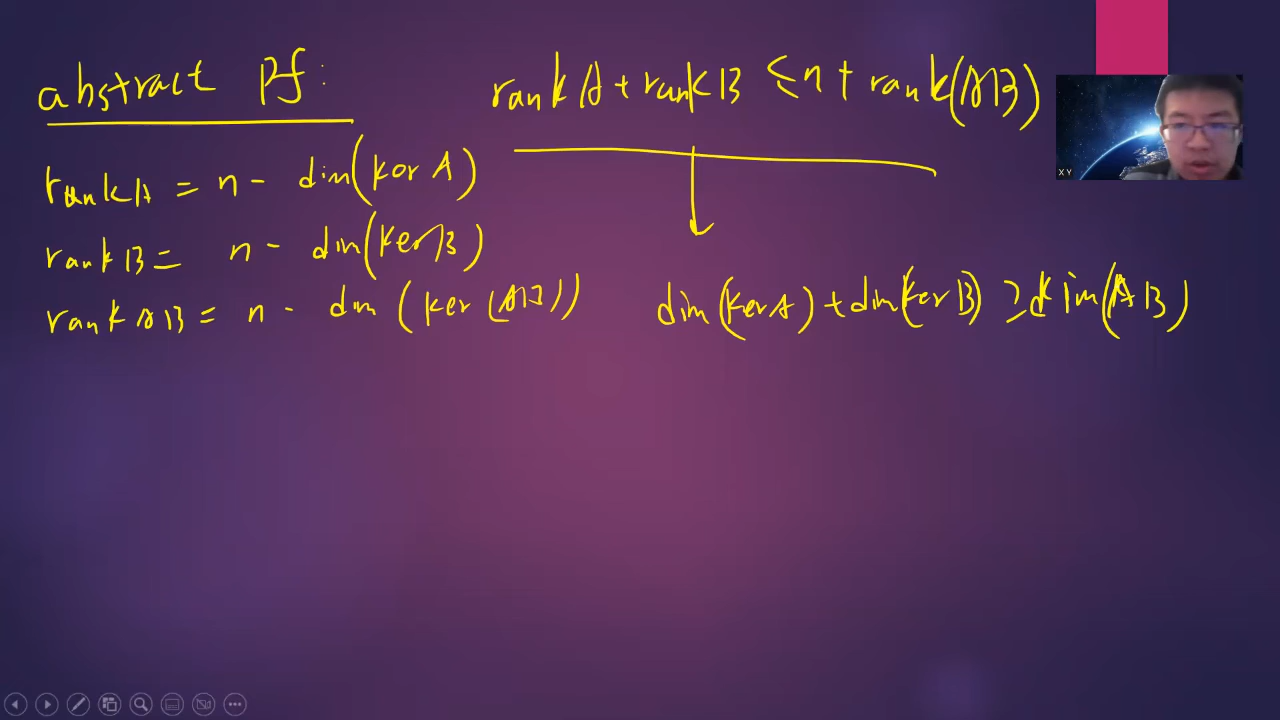 abstract Pf:
rank A + rank B ≤ n + rank(AB)
rank A = n - dim(ker A)
rank B = n - dim(ker B)
rank AB = n - dim (ker (AB))
dim(ker A) + dim(ker B) ≥ dim(AB)
X Y